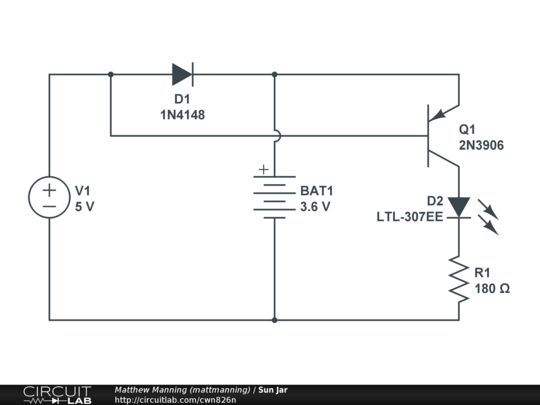 D1
1N4148
Q1
2N3906
V1
5 V
BAT1
3.6 V
D2
LTL-307EE
R1
180 Ω
CIRCUIT
LAB
Matthew Manning (mattmanning) / Sun Jar
http://circuitlab.com/cwn826n